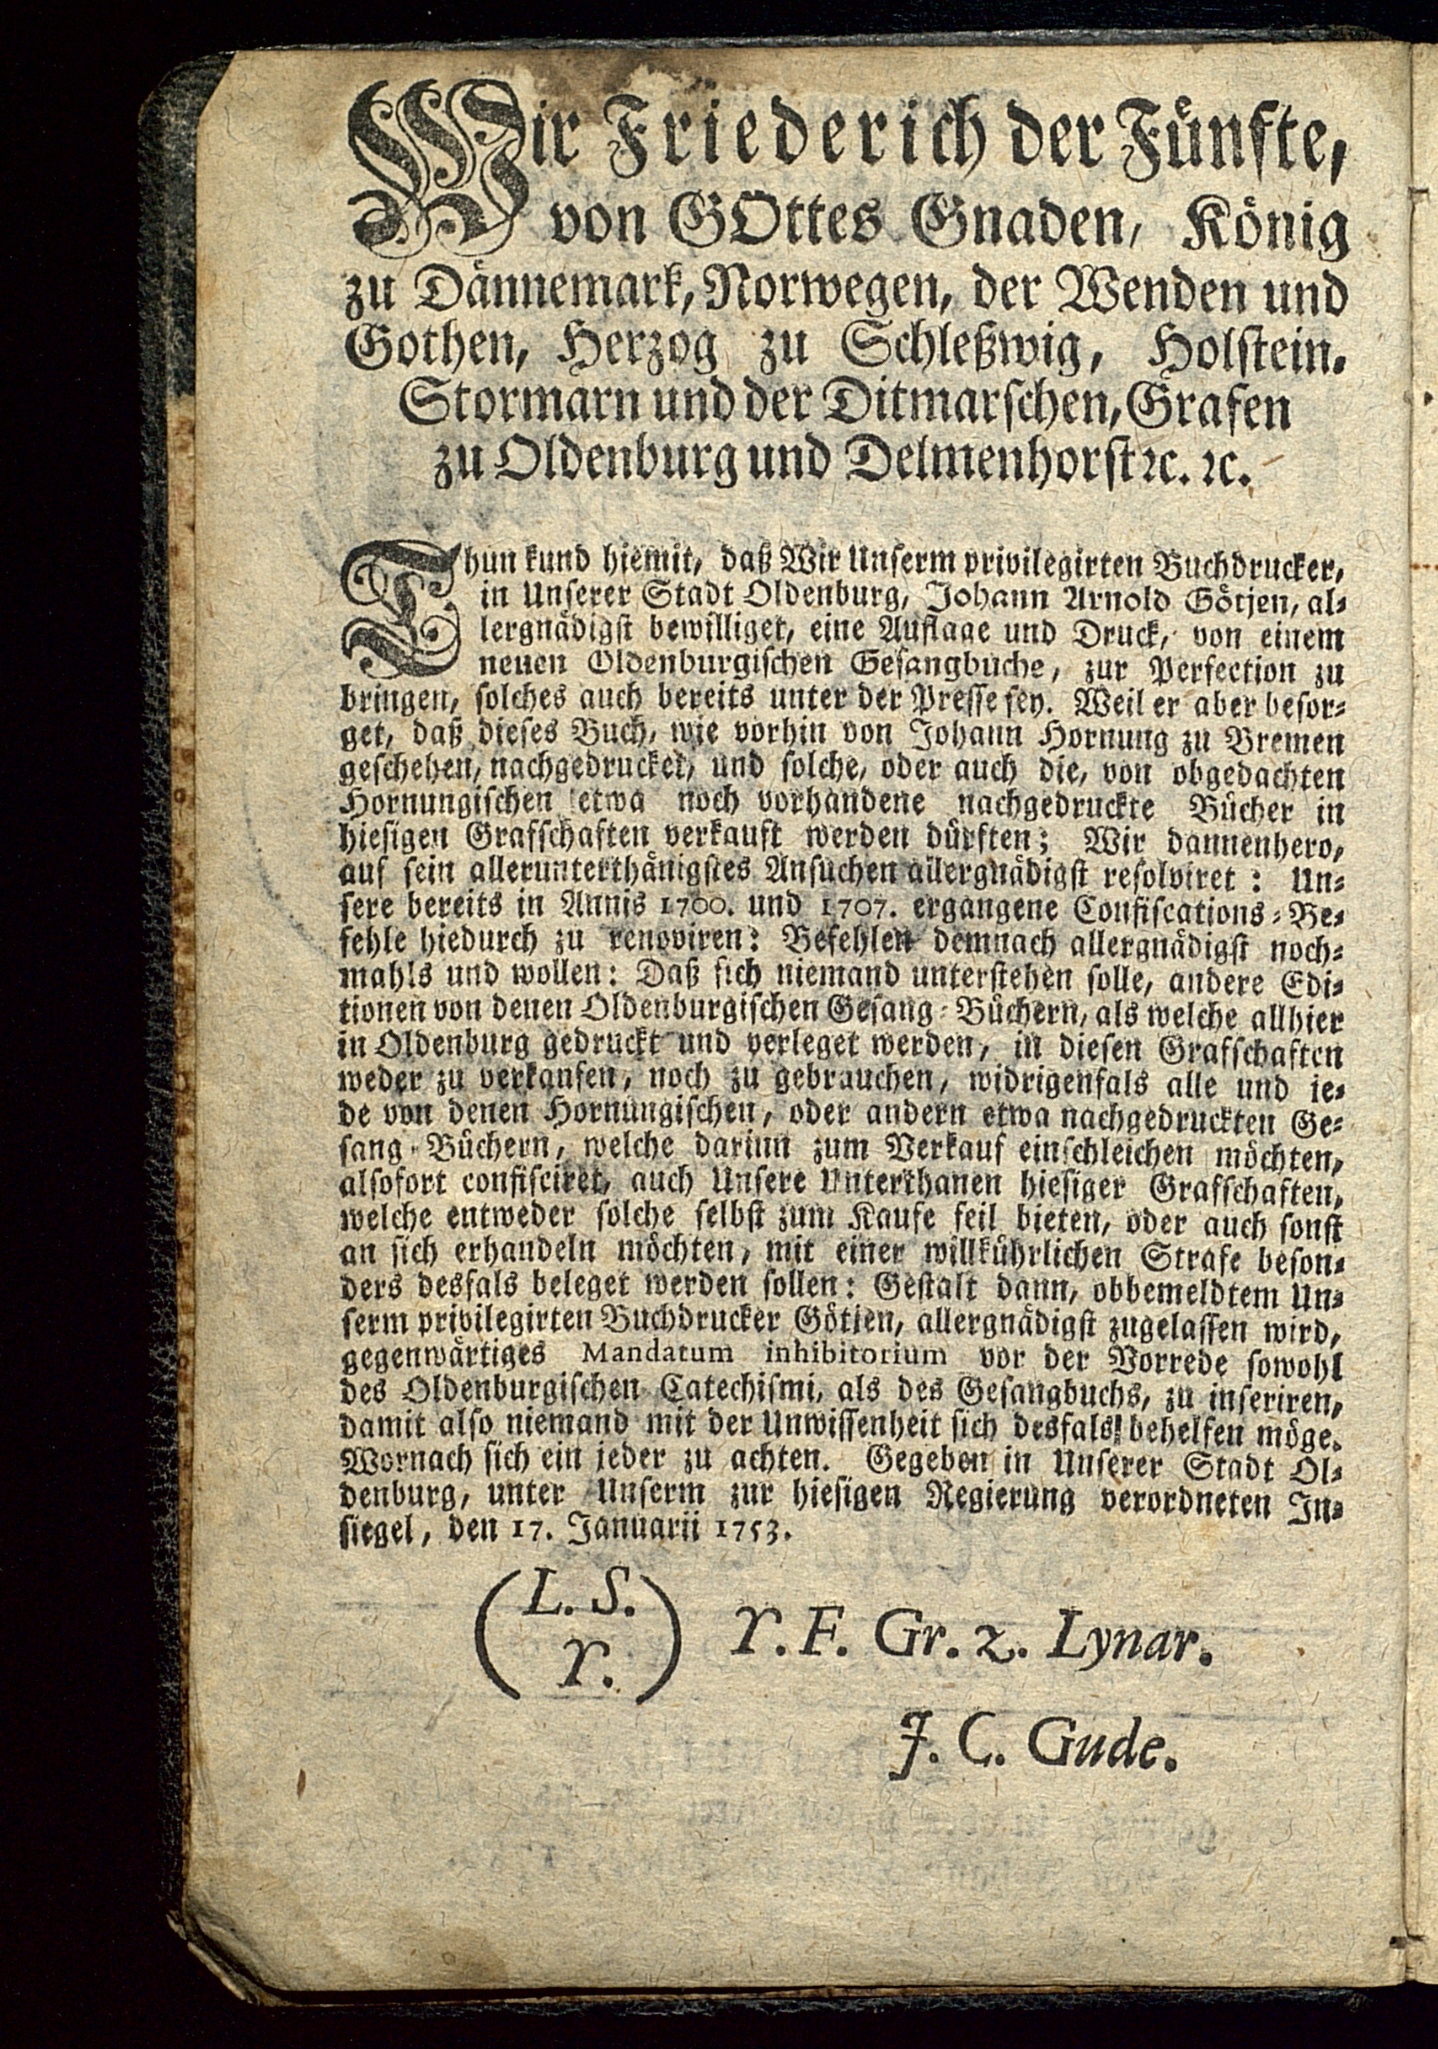 Wir Friederich der Fünfte,
von GOttes Gnaden, König
zu Dännemark, Norwegen, der Wenden und
Gothen, Herzog zu Schleßwig, Holstein.
Stormarn und der Ditmarschen, Grafen
zu Oldenburg und Delmenhorst ꝛc. ꝛc.
Thun kund hiemit, daß Wir Unserm privilegirten Buchdrucker,
in Unserer Stadt Oldenburg, Johann Arnold Götjen, al-
lergnädigst bewilliget, eine Auflage und Druck, von einem
neuen Oldenburgischen Gesangbuche, zur Perfection zu
bringen, solches auch bereits unter der Presse sey. Weil er aber besor-
get, daß dieses Buch, wie vorhin von Johann Hornung zu Bremen
geschehen, nachgedrucket, und solche, oder auch die, von obgedachten
Hornungischen etwa noch vorhandene nachgedruckte Bücher in
hiesigen Grafschaften verkauft werden dürften; Wir dannenhero,
auf sein allerunterthänigstes Ansuchen allergnädigst resolviret: Un-
sere bereits in Annis 1700. und 1707. ergangene Confiscations-Be-
fehle hiedurch zu renoviren: Befehlen demnach allergnädigst noch-
mahls und wollen: Daß sich niemand unterstehen solle, andere Edi-
tionen von denen Oldenburgischen Gesang-Büchern, als welche allhier
in Oldenburg gedruckt und verleget werden, in diesen Grafschaften
weder zu verkaufen, noch zu gebrauchen, widrigenfals alle und je-
de von denen Hornungischen, oder andern etwa nachgedruckten Ge-
sang-Büchern, welche darinn zum Verkauf einschleichen möchten,
alsofort confisciret, auch Unsere Unterthanen hiesiger Grafschaften,
welche entweder solche selbst zum Kaufe feil bieten, oder auch sonst
an sich erhandeln möchten, mit einer willkührlichen Strafe beson-
ders desfals beleget werden sollen: Gestalt dann, obbemeldtem Un-
serm privilegirten Buchdrucker Götjen, allergnädigst zugelassen wird,
gegenwärtiges Mandatum inhibitorium vor der Vorrede sowohl
des Oldenburgischen Catechismi, als des Gesangbuchs, zu inseriren,
damit also niemand mit der Unwissenheit sich desfals behelfen möge.
Wornach sich ein jeder zu achten. Gegeben in Unserer Stadt Ol-
denburg, unter Unserm zur hiesigen Regierung verordneten In-
siegel, den 17. Januarii 1753.
(L. S.
R.) R. F. Gr. z. Lynar.
J. C. Gude.